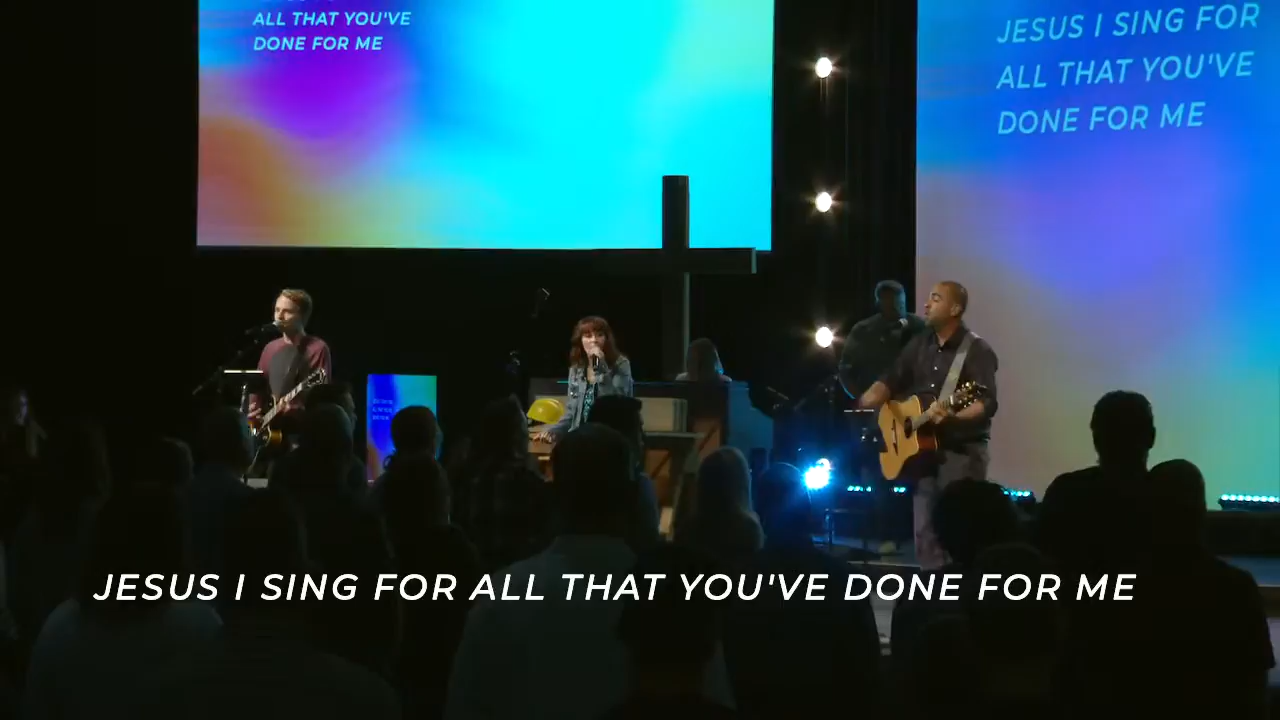 ALL THAT YOU'VE
DONE FOR ME
JESUS I SING FOR
ALL THAT YOU'VE
DONE FOR ME
JESUS I SING FOR ALL THAT YOU'VE DONE FOR ME